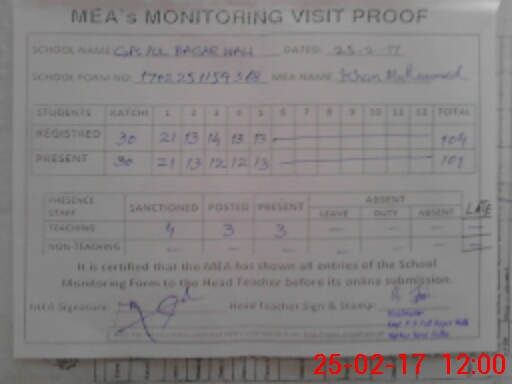 MEA's MONITORING VISIT PROOF
SCHOOL NAME GPS PUL BAGAR WALI DATED: 25-2-17
SCHOOL FORM NO: MEA NAME Khan Muhammad
STUDENTS KATCHI 1 2 3 4 5 6 7 8 9 10 11 12 TOTAL
REGISTRED 30 21 13 14 13 13 104
PRESENT 30 21 13 12 12 13 101
PRESENCE STAFF SANCTIONED POSTED PRESENT ABSENT LATE
LEAVE DUTY ABSENT
TEACHING 4 3 3 — — — —
NON-TEACHING — — — — — — —
It is certified that the MEA has shown all entries of the School
Monitoring Form to the Head Teacher before its online submission.
MEA Signature: Head Teacher Sign & Stamp:
25-02-17 12:00